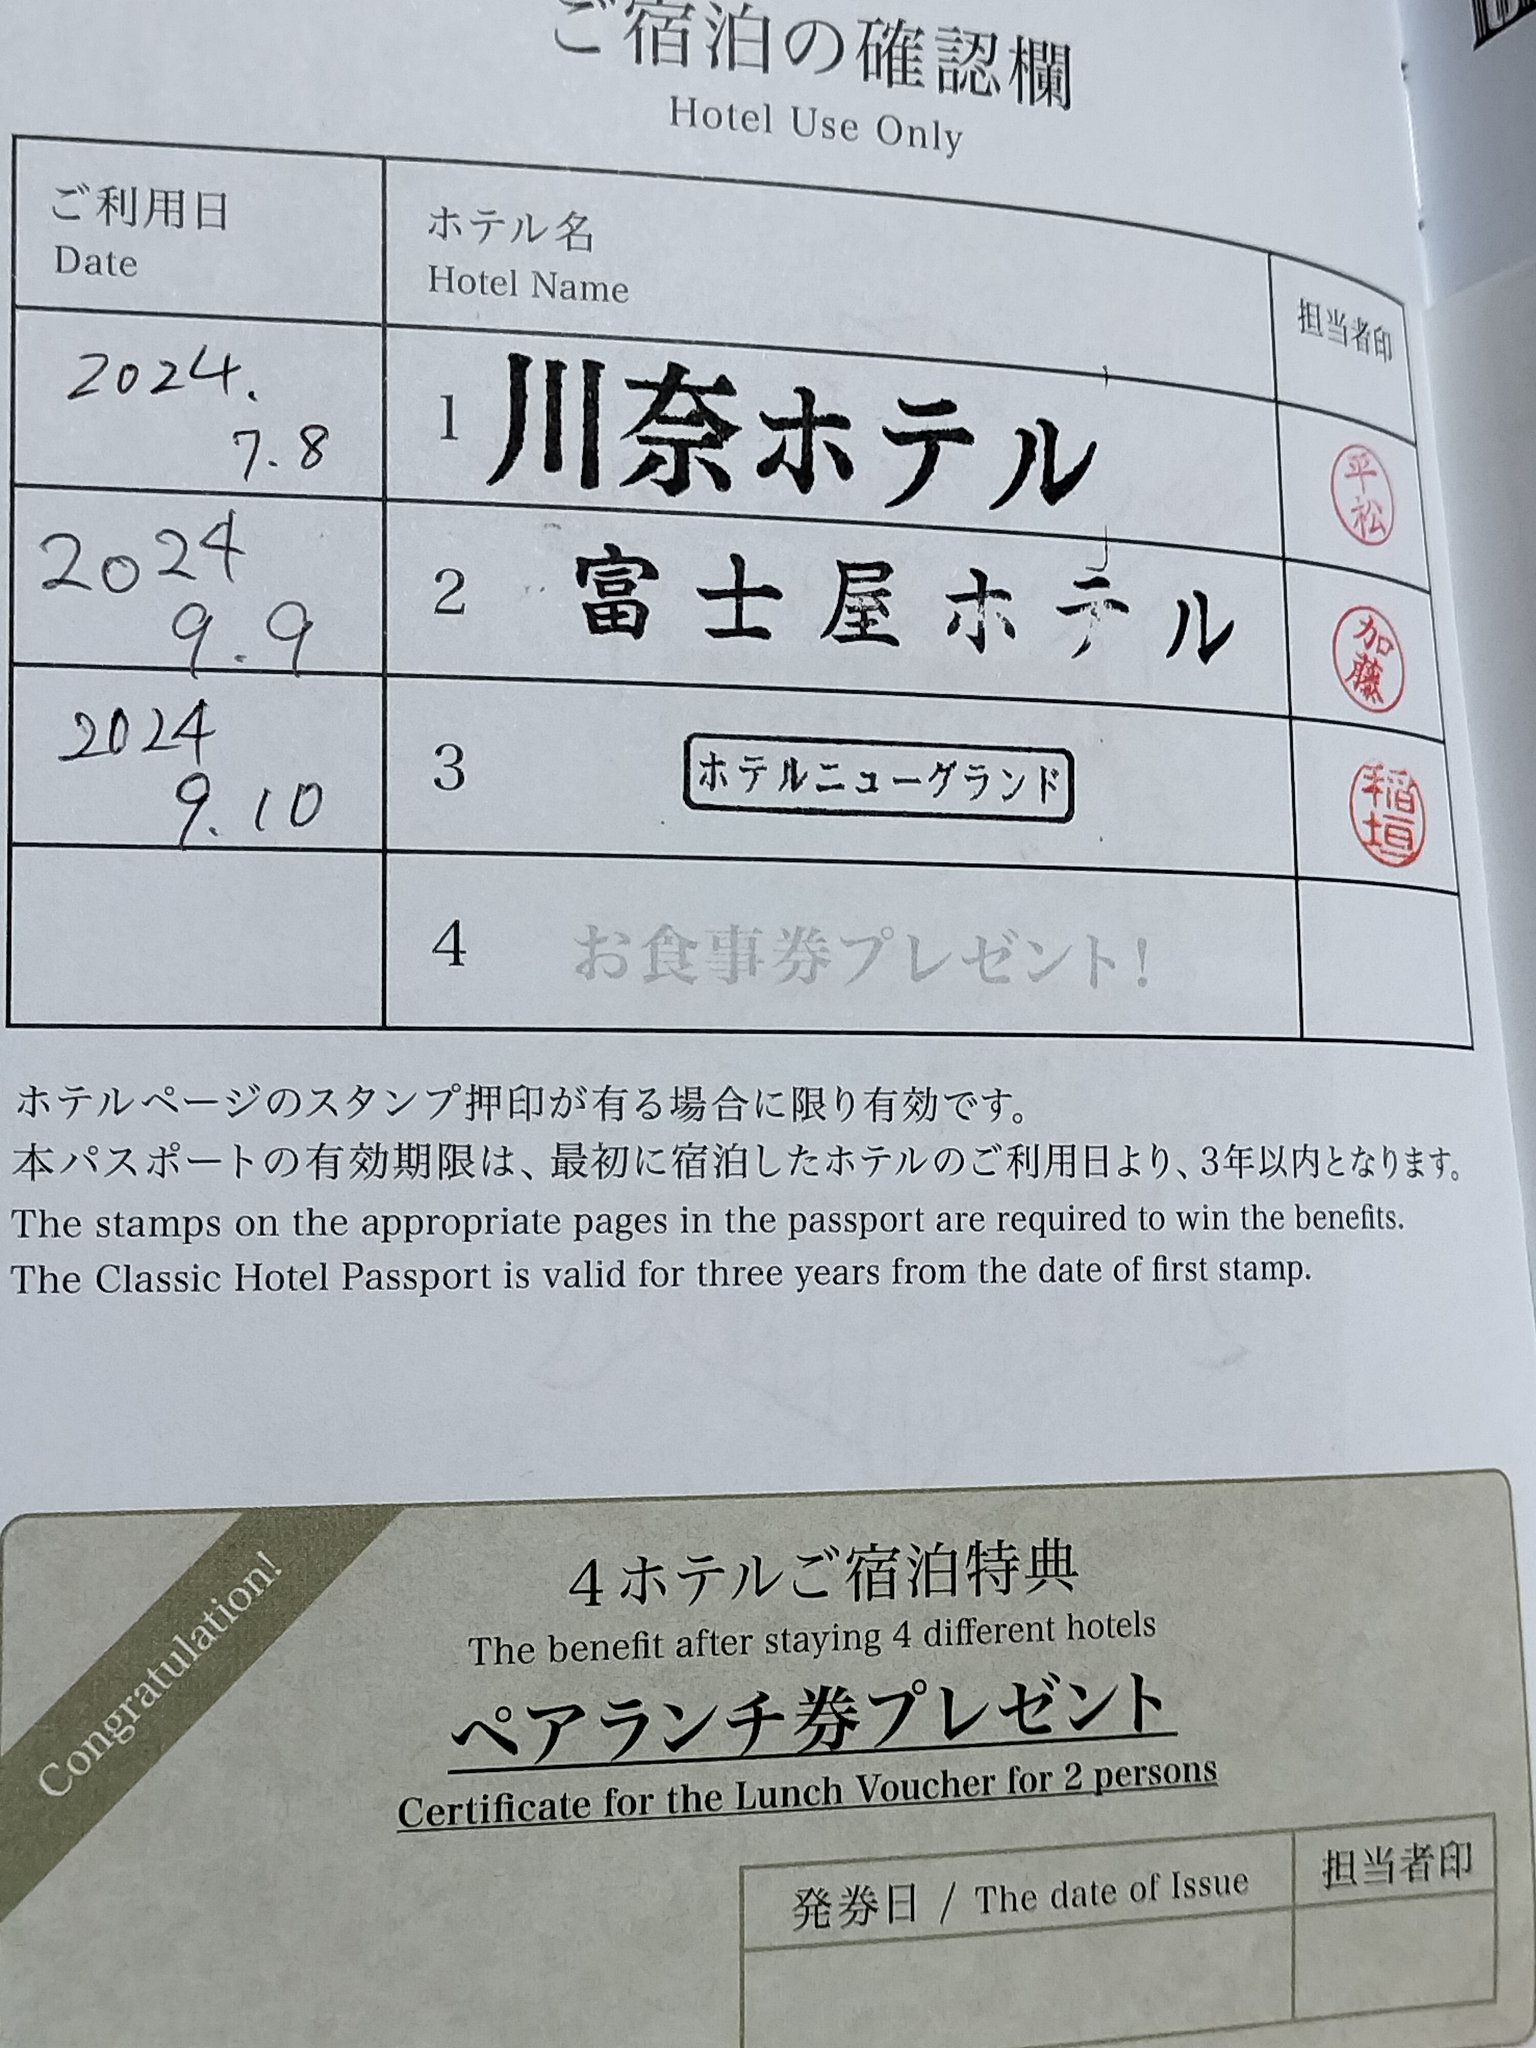 ご宿泊の確認欄
Hotel Use Only
ご利用日
Date
ホテル名
Hotel Name
担当者印
2024.
7.8
1 川奈ホテル
平松
2024
9.9
2 富士屋ホテル
加藤
2024
9.10
3 ホテルニューグランド
稲垣
4 お食事券プレゼント!
ホテルページのスタンプ押印が有る場合に限り有効です。
本パスポートの有効期限は、最初に宿泊したホテルのご利用日より、3年以内となります。
The stamps on the appropriate pages in the passport are required to win the benefits.
The Classic Hotel Passport is valid for three years from the date of first stamp.
Congratulation!
4ホテルご宿泊特典
The benefit after staying 4 different hotels
ペアランチ券プレゼント
Certificate for the Lunch Voucher for 2 persons
発券日 / The date of Issue
担当者印